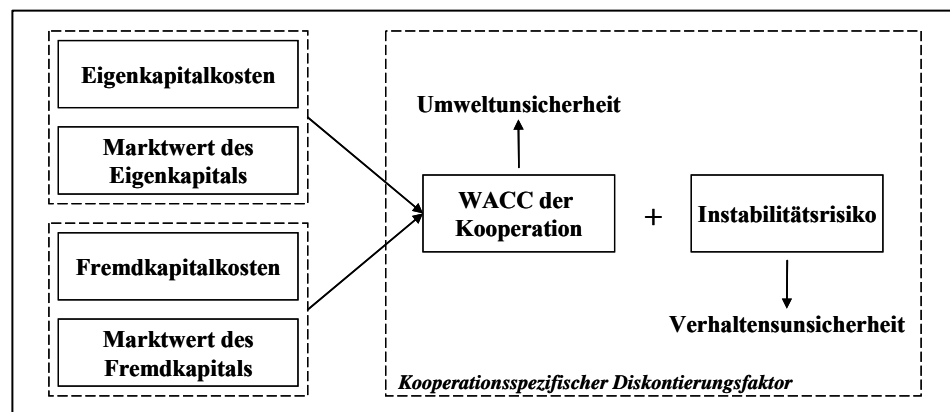 Eigenkapitalkosten
Marktwert des
Eigenkapitals
Fremdkapitalkosten
Marktwert des
Fremdkapitals
Umweltunsicherheit
WACC der
Kooperation
+
Instabilitätsrisiko
Verhaltensunsicherheit
Kooperationsspezifischer Diskontierungsfaktor